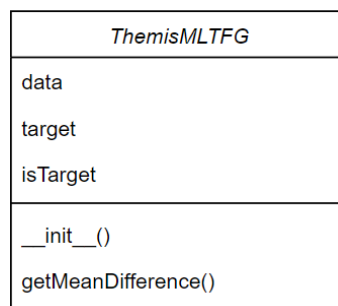 ThemisMLTFG
data
target
isTarget
__init__()
getMeanDifference()